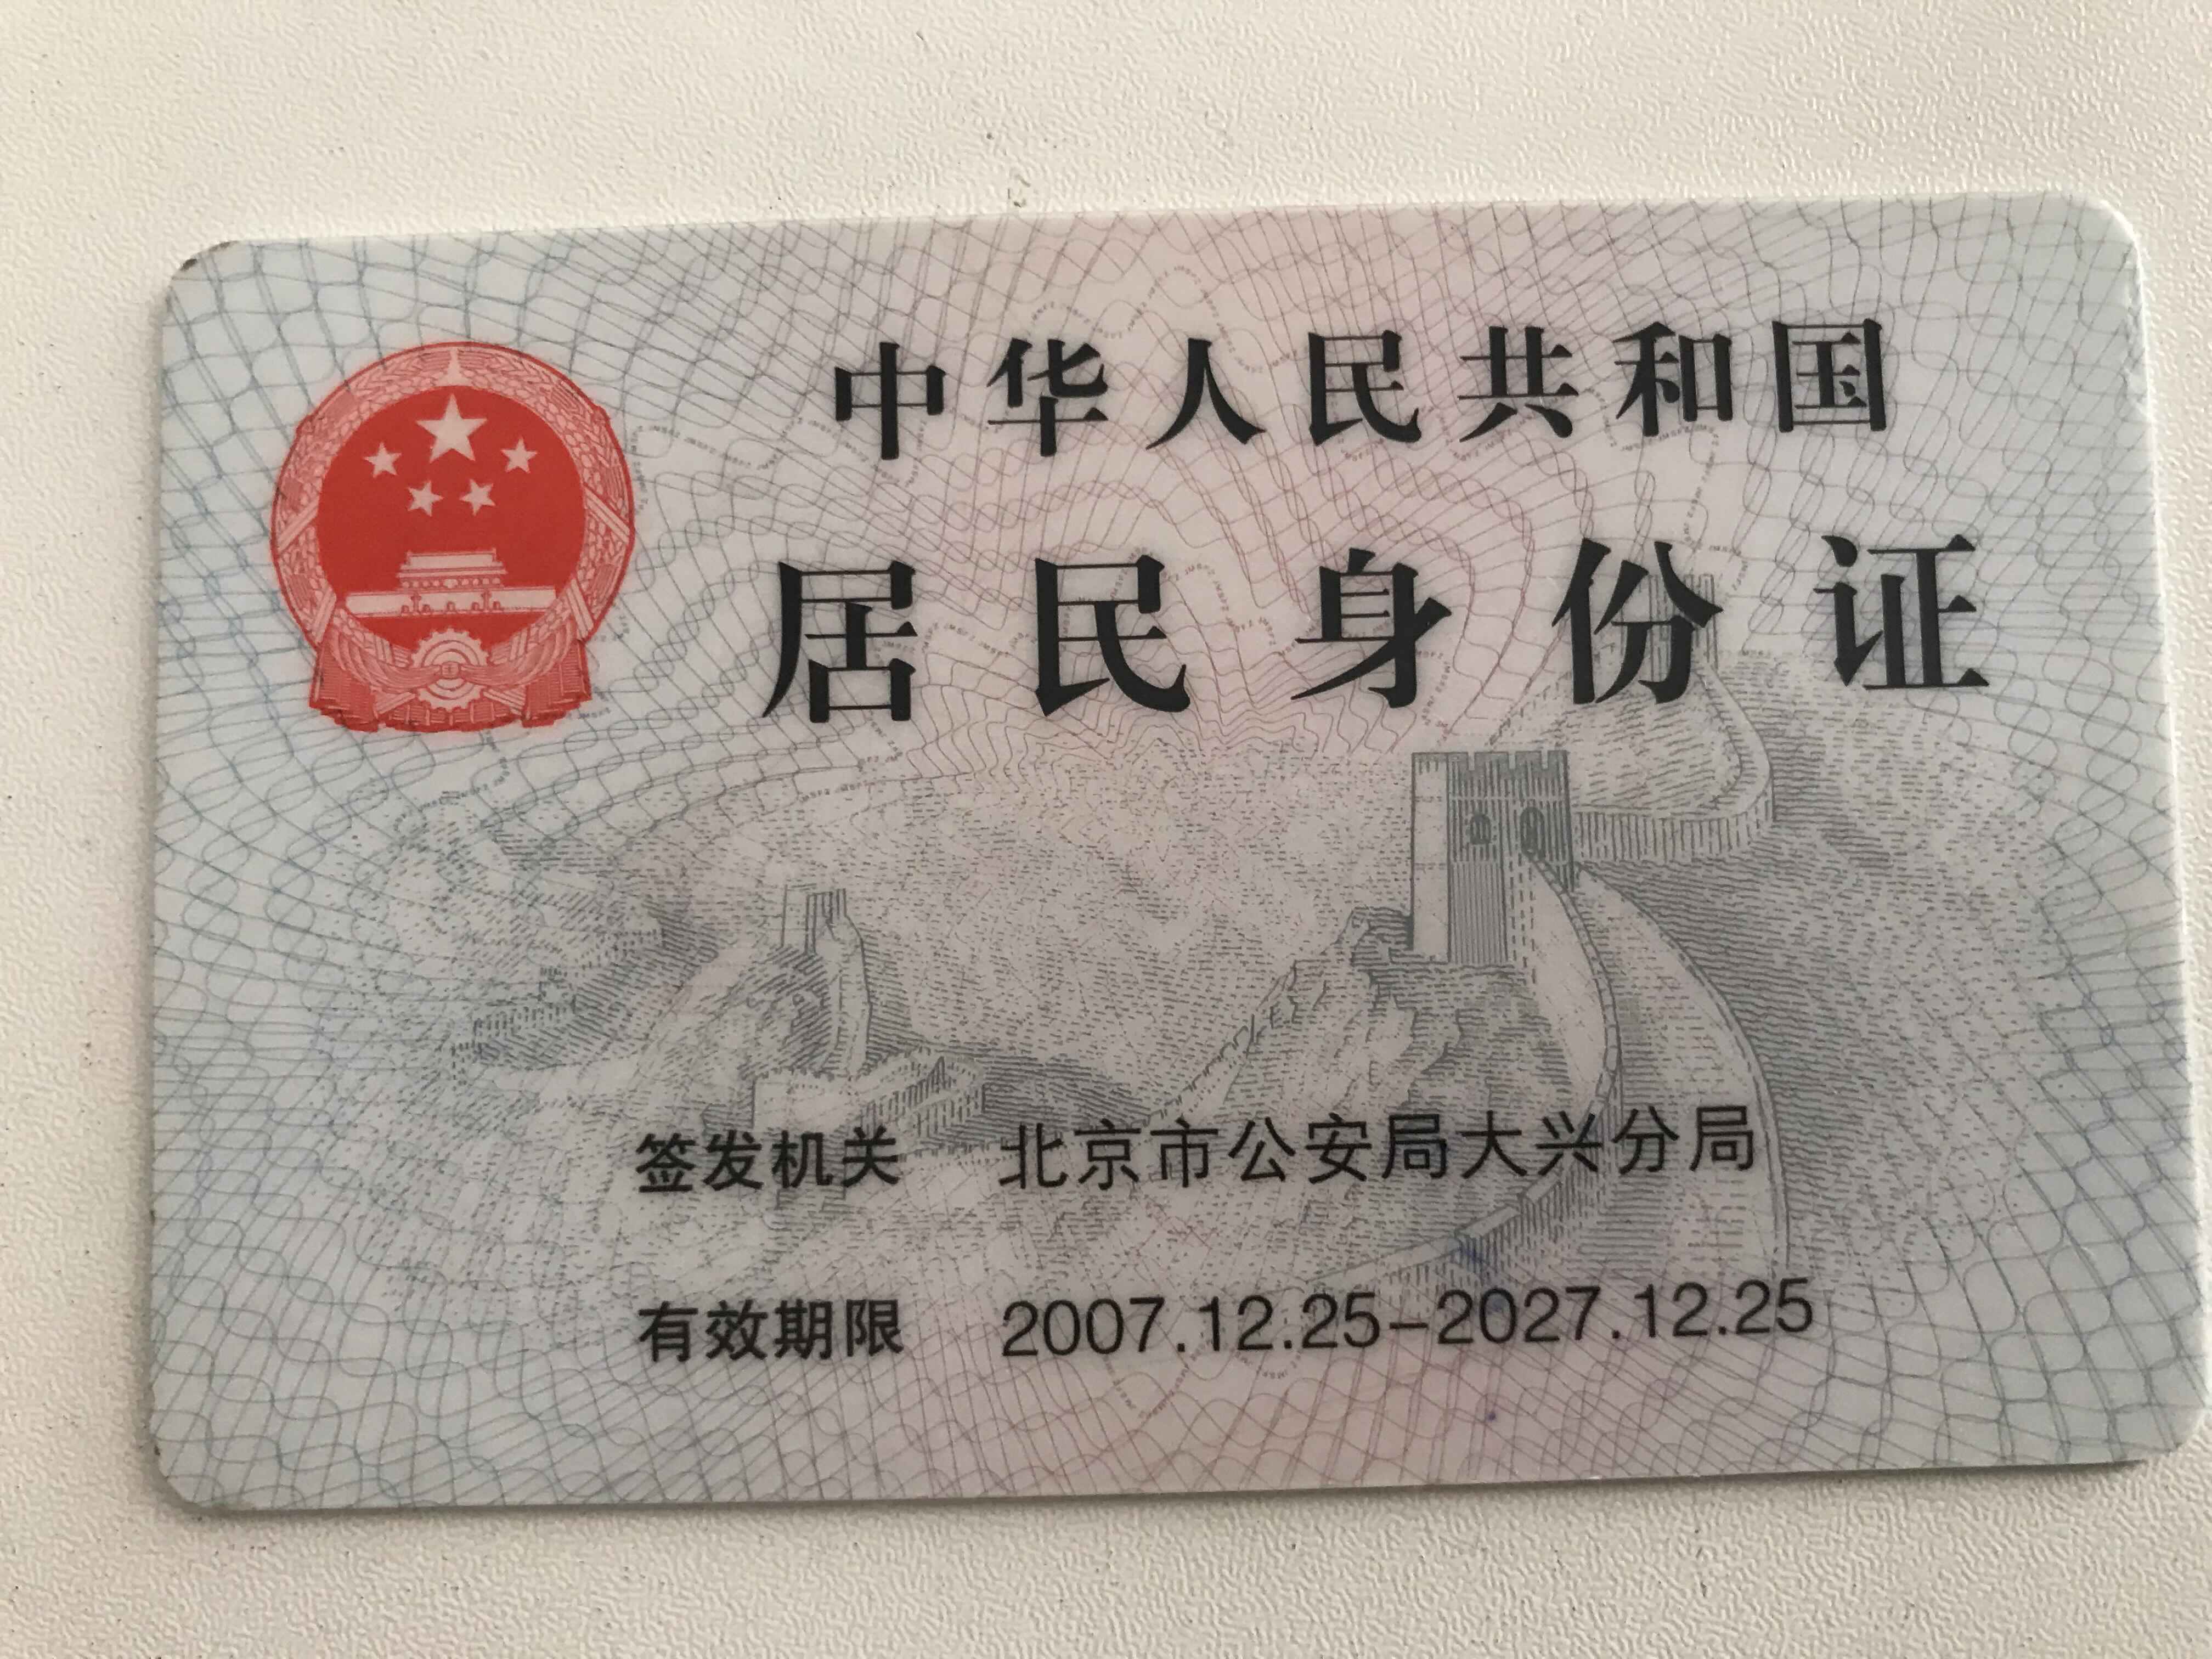 中华人民共和国
居民身份证
签发机关 北京市公安局大兴分局
有效期限 2007.12.25-2027.12.25